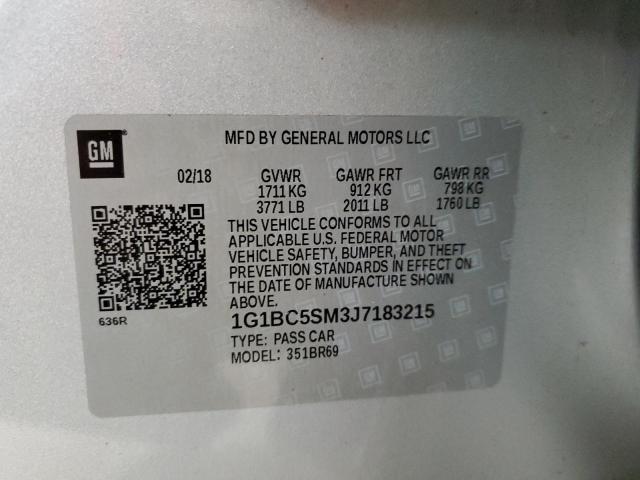 GM
MFD BY GENERAL MOTORS LLC
02/18 GVWR GAWR FRT GAWR RR
1711 KG 912 KG 798 KG
3771 LB 2011 LB 1760 LB
THIS VEHICLE CONFORMS TO ALL
APPLICABLE U.S. FEDERAL MOTOR
VEHICLE SAFETY, BUMPER, AND THEFT
PREVENTION STANDARDS IN EFFECT ON
THE DATE OF MANUFACTURE SHOWN
ABOVE.
636R
1G1BC5SM3J7183215
TYPE: PASS CAR
MODEL: 351BR69